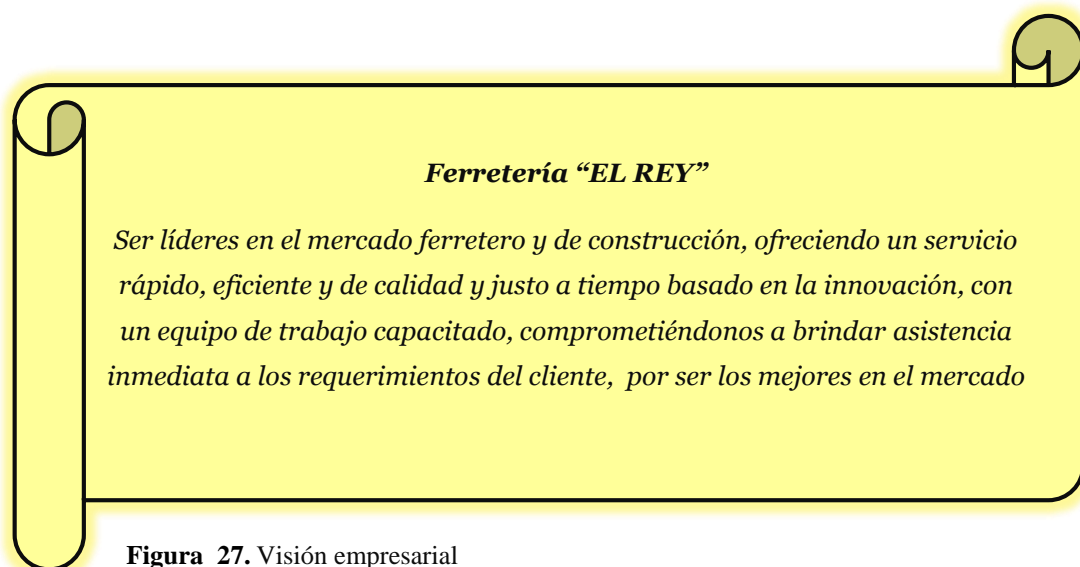 Ferretería “EL REY”
Ser líderes en el mercado ferretero y de construcción, ofreciendo un servicio
rápido, eficiente y de calidad y justo a tiempo basado en la innovación, con
un equipo de trabajo capacitado, comprometiéndonos a brindar asistencia
inmediata a los requerimientos del cliente,  por ser los mejores en el mercado
Figura  27. Visión empresarial